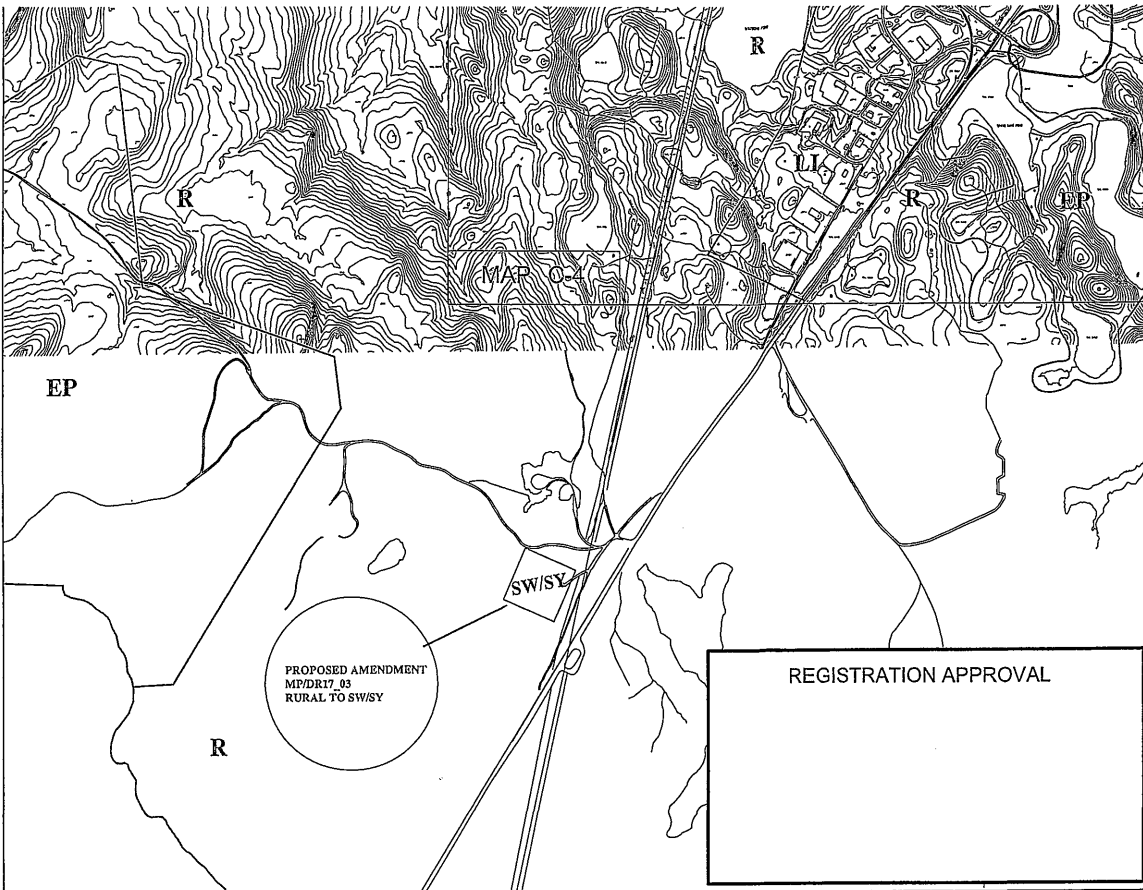 R
LI
R
R
EP
MAP C-4
EP
SW/SY
PROPOSED AMENDMENT
MP/DR17_03
RURAL TO SW/SY
REGISTRATION APPROVAL
R